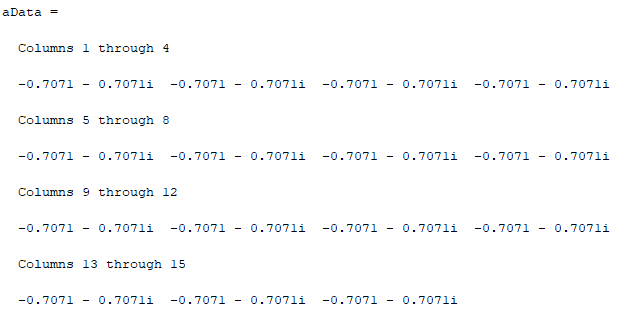 aData =
Columns 1 through 4
-0.7071 - 0.7071i  -0.7071 - 0.7071i  -0.7071 - 0.7071i  -0.7071 - 0.7071i
Columns 5 through 8
-0.7071 - 0.7071i  -0.7071 - 0.7071i  -0.7071 - 0.7071i  -0.7071 - 0.7071i
Columns 9 through 12
-0.7071 - 0.7071i  -0.7071 - 0.7071i  -0.7071 - 0.7071i  -0.7071 - 0.7071i
Columns 13 through 15
-0.7071 - 0.7071i  -0.7071 - 0.7071i  -0.7071 - 0.7071i